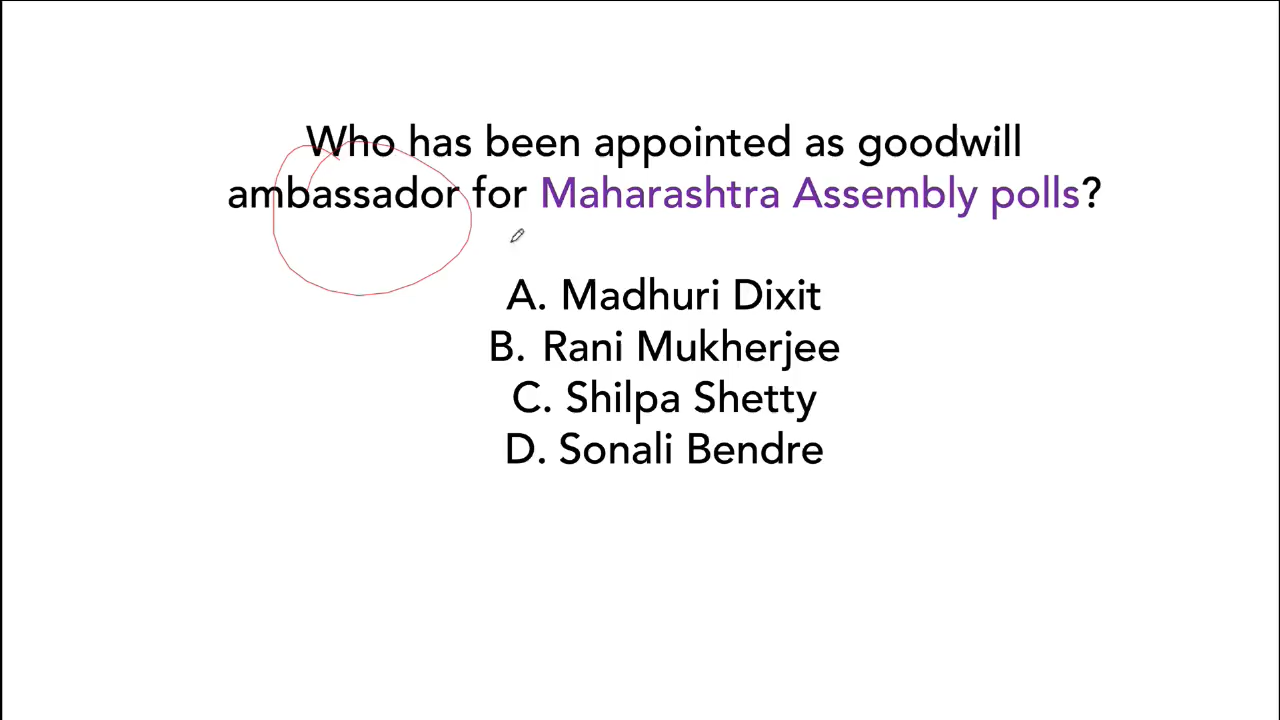 Who has been appointed as goodwill
ambassador for Maharashtra Assembly polls?
A. Madhuri Dixit
B. Rani Mukherjee
C. Shilpa Shetty
D. Sonali Bendre